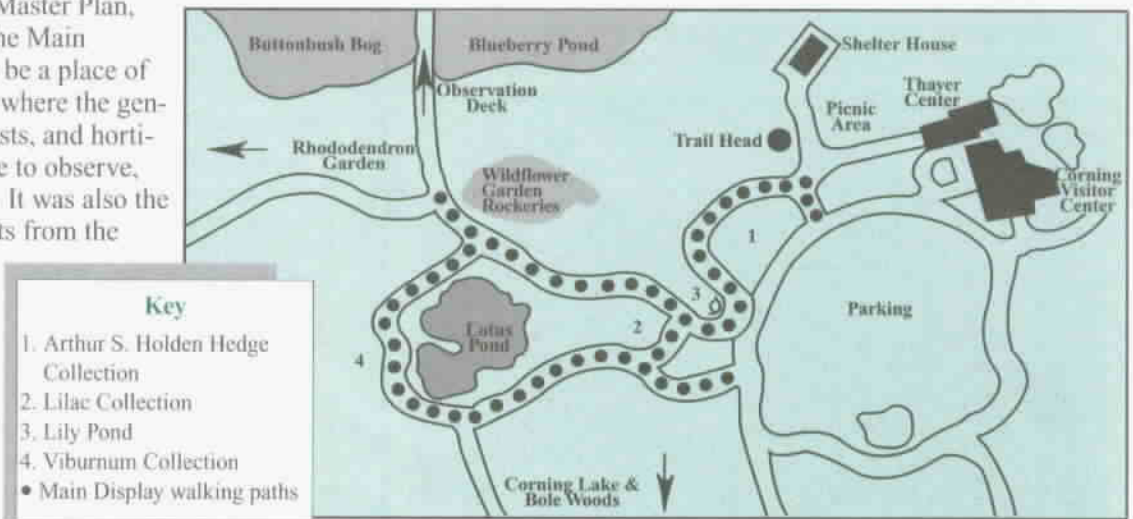 Master Plan,
ne Main
be a place of
where the gen-
sts, and horti-
e to observe,
It was also the
ts from the
Key
1. Arthur S. Holden Hedge
Collection
2. Lilac Collection
3. Lily Pond
4. Viburnum Collection
• Main Display walking paths
Buttonbush Bog
Blueberry Pond
Observation
Deck
Rhododendron
Garden
Wildflower
Garden
Rockeries
Shelter House
Thayer
Center
Picnic
Area
Trail Head
Corning
Visitor
Center
1
3
2
Parking
Lotus
Pond
4
Corning Lake &
Bole Woods